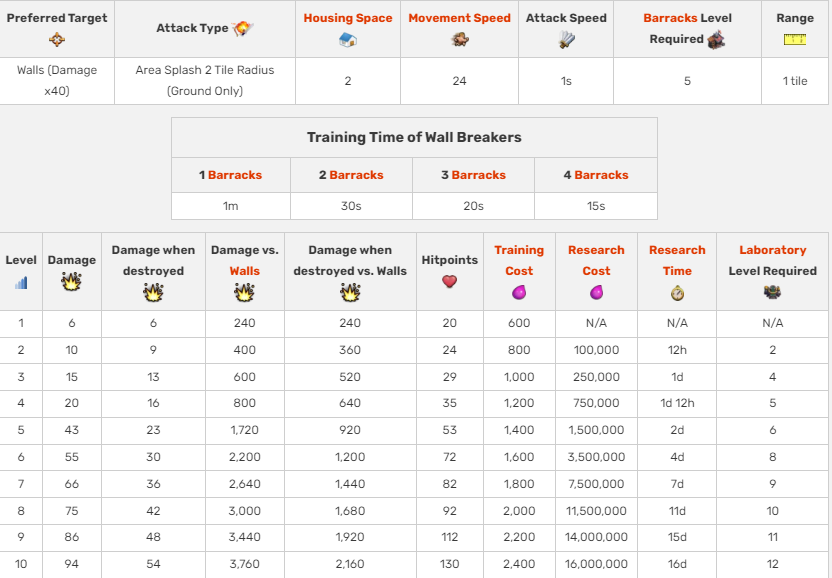 Preferred Target Attack Type Housing Space Movement Speed Attack Speed Barracks Level Required Range
Walls (Damage x40) Area Splash 2 Tile Radius (Ground Only) 2 24 1s 5 1 tile
Training Time of Wall Breakers
1 Barracks 2 Barracks 3 Barracks 4 Barracks
1m 30s 20s 15s
Level Damage Damage when destroyed Damage vs. Walls Damage when destroyed vs. Walls Hitpoints Training Cost Research Cost Research Time Laboratory Level Required
1 6 6 240 240 20 600 N/A N/A N/A
2 10 9 400 360 24 800 100,000 12h 2
3 15 13 600 520 29 1,000 250,000 1d 4
4 20 16 800 640 35 1,200 750,000 1d 12h 5
5 43 23 1,720 920 53 1,400 1,500,000 2d 6
6 55 30 2,200 1,200 72 1,600 3,500,000 4d 8
7 66 36 2,640 1,440 82 1,800 7,500,000 7d 9
8 75 42 3,000 1,680 92 2,000 11,500,000 11d 10
9 86 48 3,440 1,920 112 2,200 14,000,000 15d 11
10 94 54 3,760 2,160 130 2,400 16,000,000 16d 12